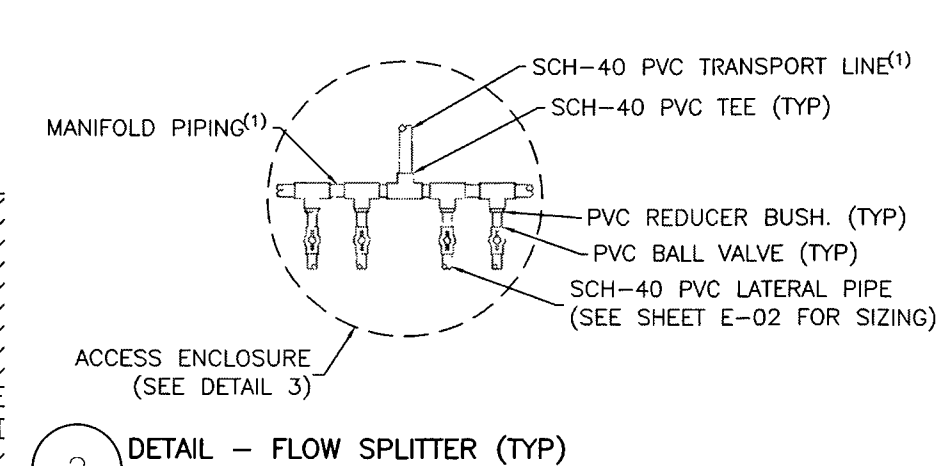 SCH-40 PVC TRANSPORT LINE(1)
SCH-40 PVC TEE (TYP)
MANIFOLD PIPING(1)
PVC REDUCER BUSH. (TYP)
PVC BALL VALVE (TYP)
SCH-40 PVC LATERAL PIPE
(SEE SHEET E-02 FOR SIZING)
ACCESS ENCLOSURE
(SEE DETAIL 3)
DETAIL - FLOW SPLITTER (TYP)